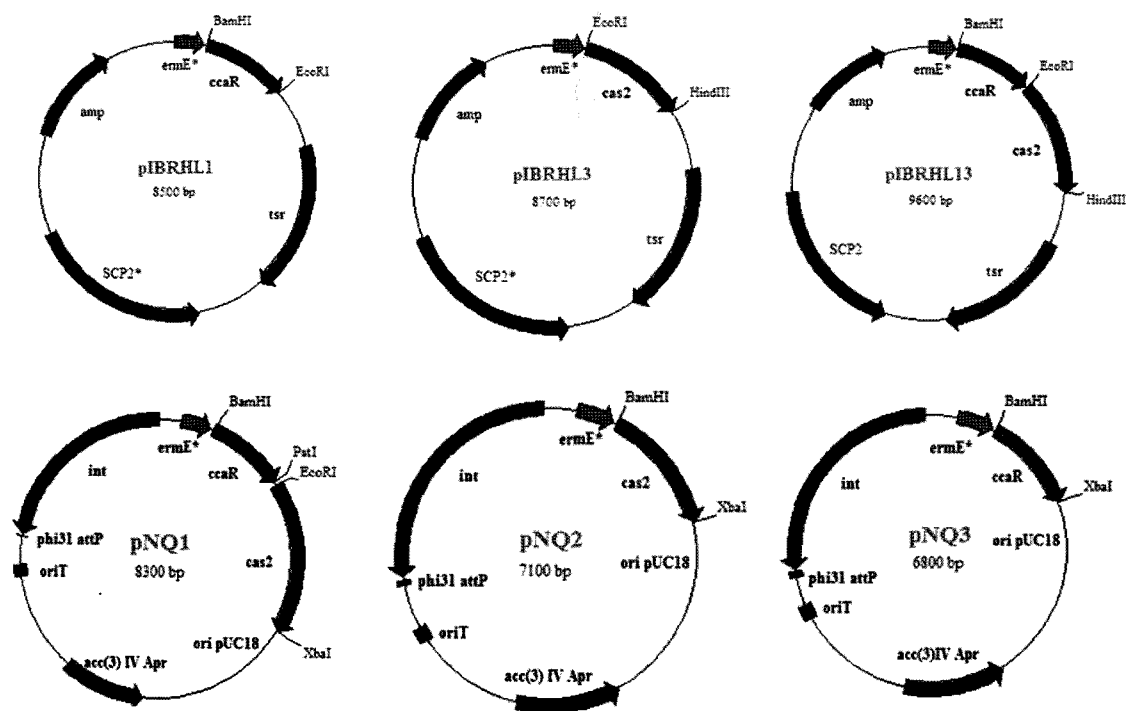 BamHI
ermE*
ccaR
EcoRI
amp
pIBRHL1
8500 bp
tsr
SCP2*
EcoRI
ermE*
cas2
HindIII
amp
pIBRHL3
8700 bp
tsr
SCP2*
BamHI
ermE*
EcoRI
ccaR
amp
cas2
pIBRHL13
9600 bp
HindIII
SCP2
tsr
BamHI
ermE*
ccaR
PstI
EcoRI
int
phi31 attP
pNQ1
8300 bp
cas2
oriT
ori pUC18
XbaI
acc(3) IV Apr
BamHI
ermE*
int
cas2
XbaI
pNQ2
7100 bp
ori pUC18
phi31 attP
oriT
acc(3) IV Apr
BamHI
ermE*
ccaR
int
XbaI
pNQ3
6800 bp
ori pUC18
phi31 attP
oriT
acc(3)IV Apr